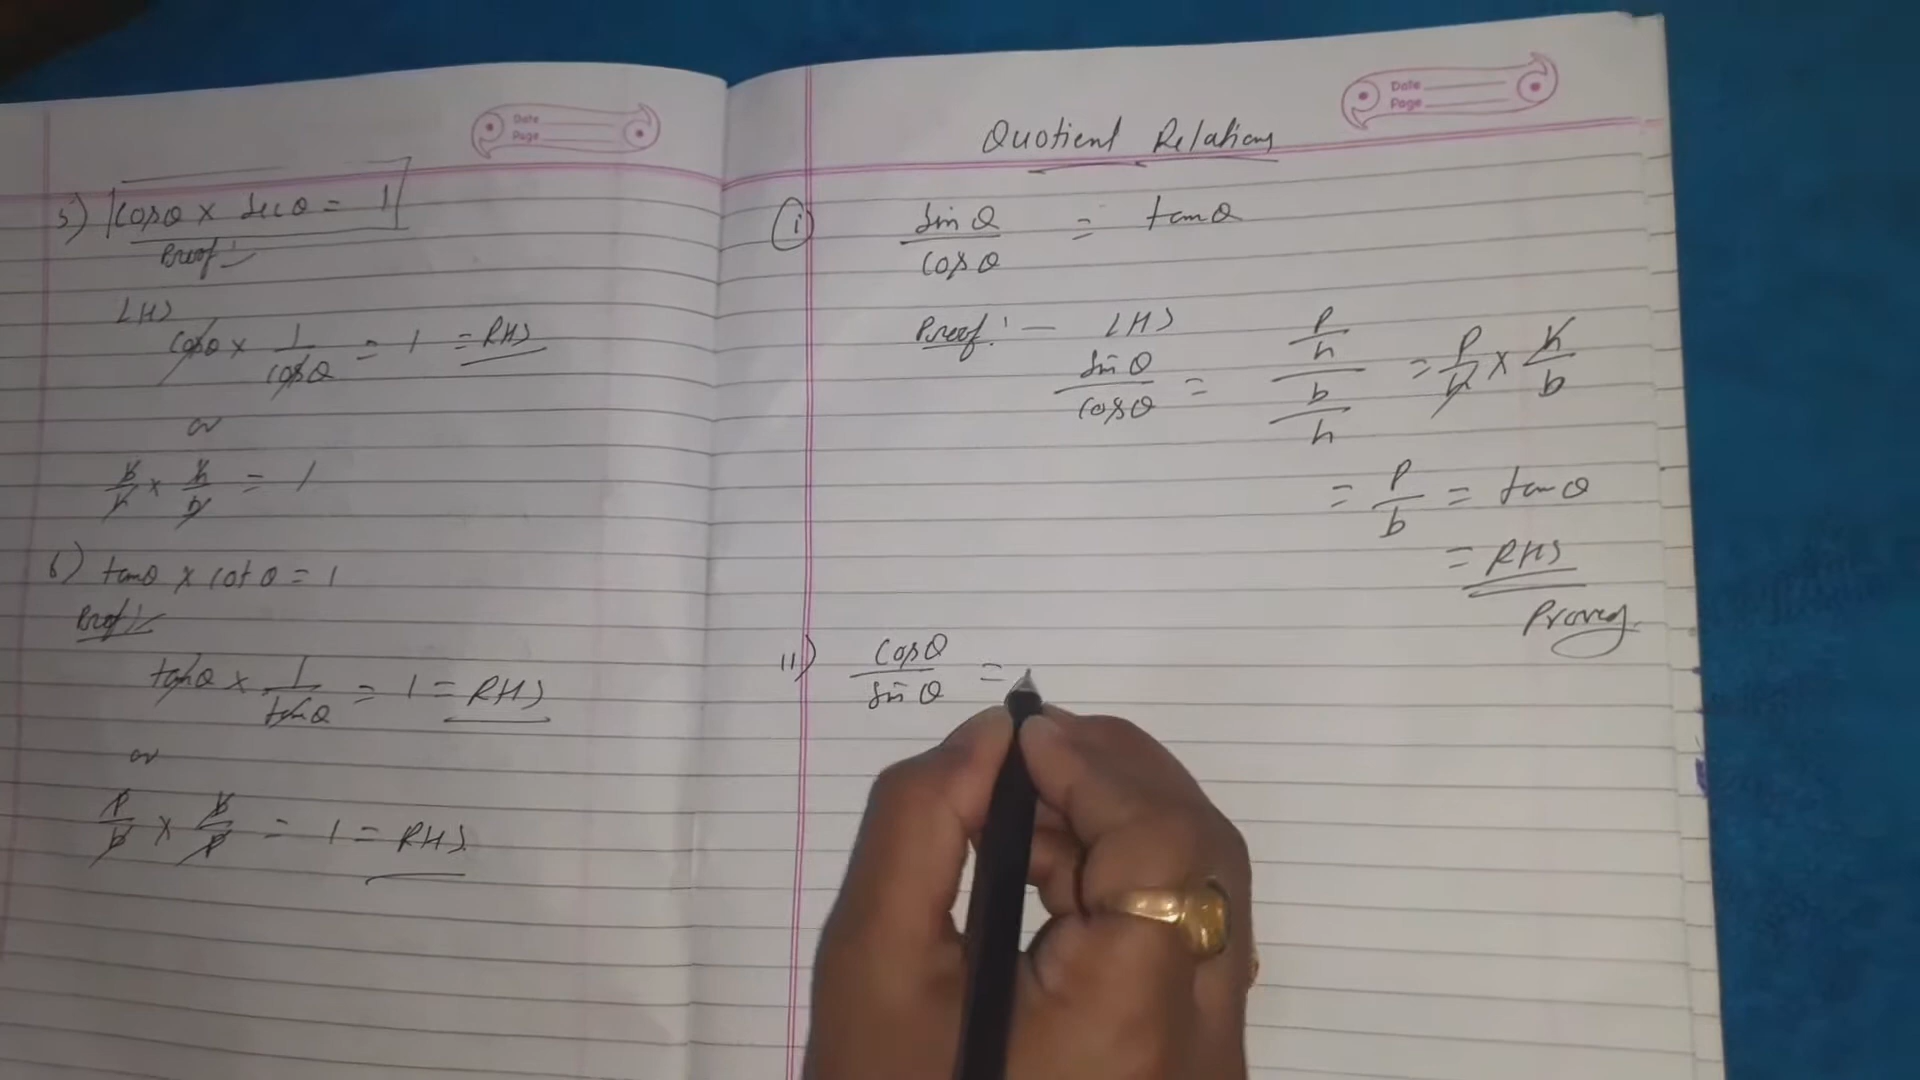 Date
Page
5) cosθ × secθ = 1
Proof:-
LHS
cosθ × 1/cosθ = 1 = RHS
or
b/h × h/b = 1
6) tanθ × cotθ = 1
Proof:-
tanθ × 1/tanθ = 1 = RHS
or
p/b × b/p = 1 = RHS.
Date
Page
Quotient Relations
(i) sinθ/cosθ = tanθ
Proof:- LHS
sinθ/cosθ = (p/h)/(b/h) = p/h × h/b
= p/b = tanθ
= RHS
Proved.
ii) cosθ/sinθ =